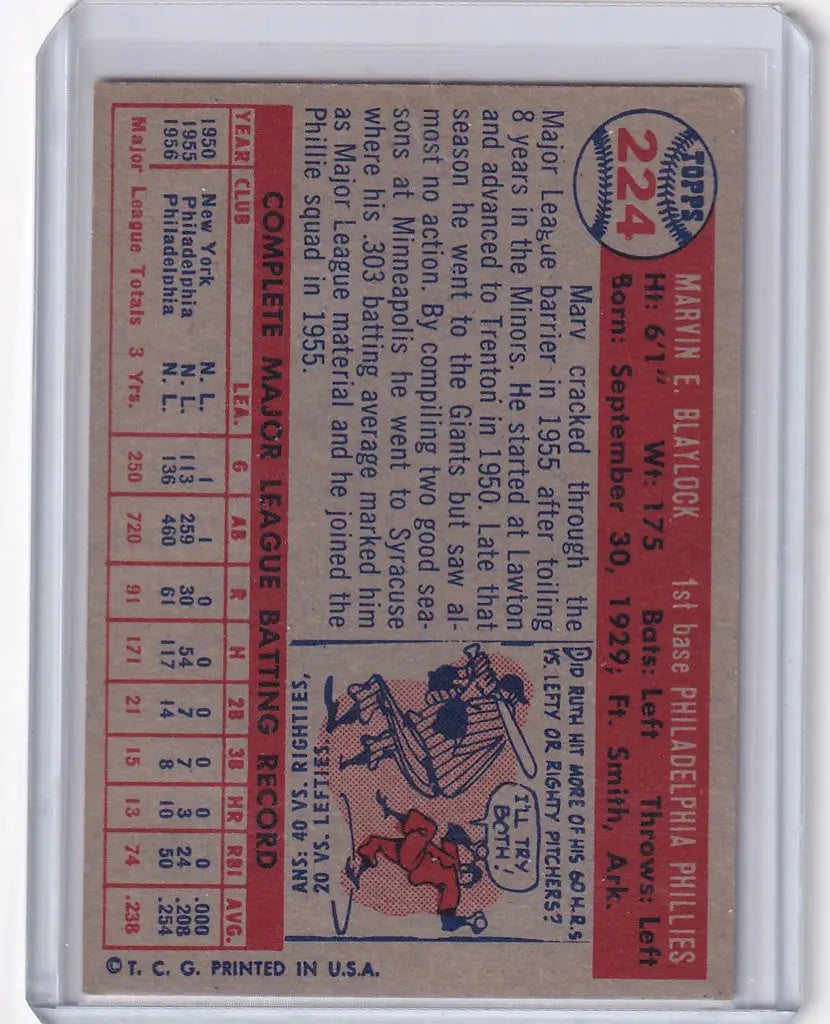 TOPPS
224
MARVIN E. BLAYLOCK 1st base PHILADELPHIA PHILLIES
Ht: 6'1" Wt: 175 Bats: Left Throws: Left
Born: September 30, 1929; Ft. Smith, Ark.
Marv cracked through the
Major League barrier in 1955 after toiling
8 years in the Minors. He started at Lawton
and advanced to Trenton in 1950. Late that
season he went to the Giants but saw al-
most no action. By compiling two good sea-
sons at Minneapolis he went to Syracuse
where his .303 batting average marked him
as Major League material and he joined the
Phillie squad in 1955.
DID RUTH HIT MORE OF HIS 60 H.R.S
VS. LEFTY OR RIGHTY PITCHERS?
I'LL TRY
BOTH!
ANS: 40 VS. RIGHTIES,
20 VS. LEFTIES
COMPLETE MAJOR LEAGUE BATTING RECORD
YEAR CLUB LEA. G AB R H 2B 3B HR RBI AVG.
1950 New York N. L. 1 1 0 0 0 0 0 0 .000
1955 Philadelphia N. L. 113 259 30 54 7 7 3 24 .208
1956 Philadelphia N. L. 136 460 61 117 14 8 10 50 .254
Major League Totals 3 Yrs. 250 720 91 171 21 15 13 74 .238
© T. C. G. PRINTED IN U.S.A.